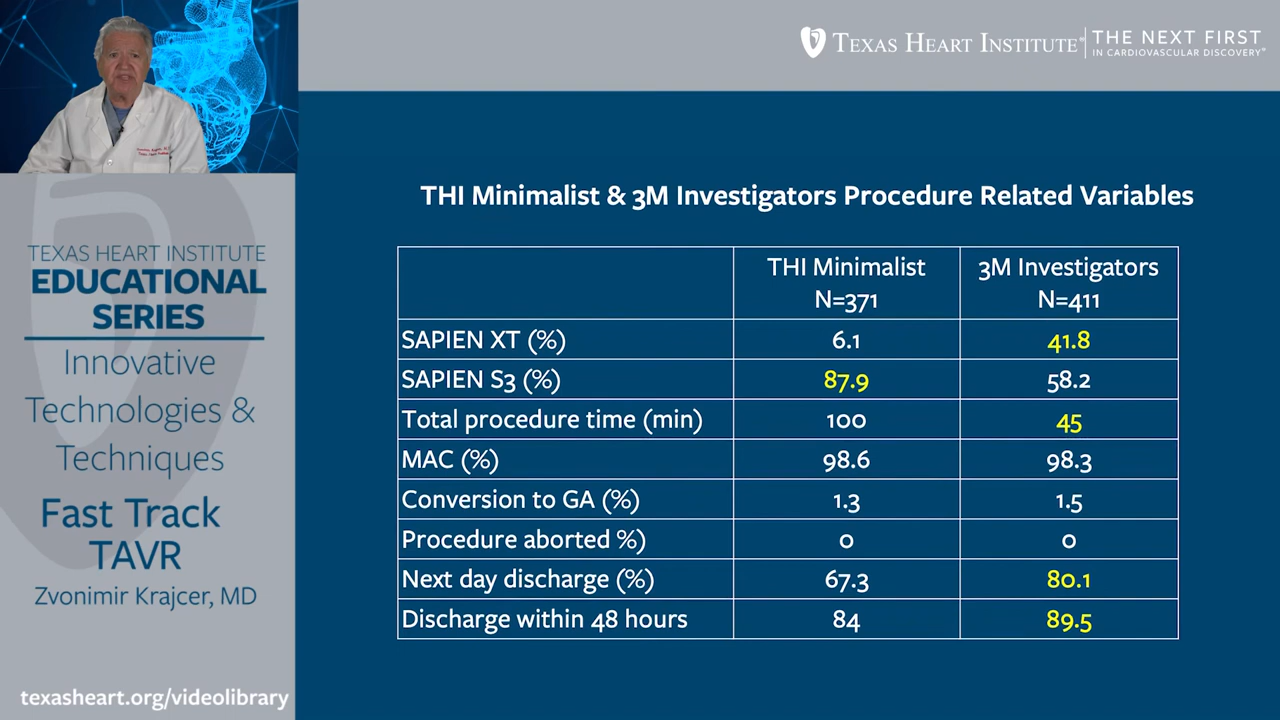 TEXAS HEART INSTITUTE®
THE NEXT FIRST
IN CARDIOVASCULAR DISCOVERY™
TEXAS HEART INSTITUTE
EDUCATIONAL
SERIES
Innovative
Technologies &
Techniques
Fast Track
TAVR
Zvonimir Krajcer, MD
texasheart.org/videolibrary
THI Minimalist & 3M Investigators Procedure Related Variables
THI Minimalist N=371 3M Investigators N=411
SAPIEN XT (%) 6.1 41.8
SAPIEN S3 (%) 87.9 58.2
Total procedure time (min) 100 45
MAC (%) 98.6 98.3
Conversion to GA (%) 1.3 1.5
Procedure aborted %) 0 0
Next day discharge (%) 67.3 80.1
Discharge within 48 hours 84 89.5